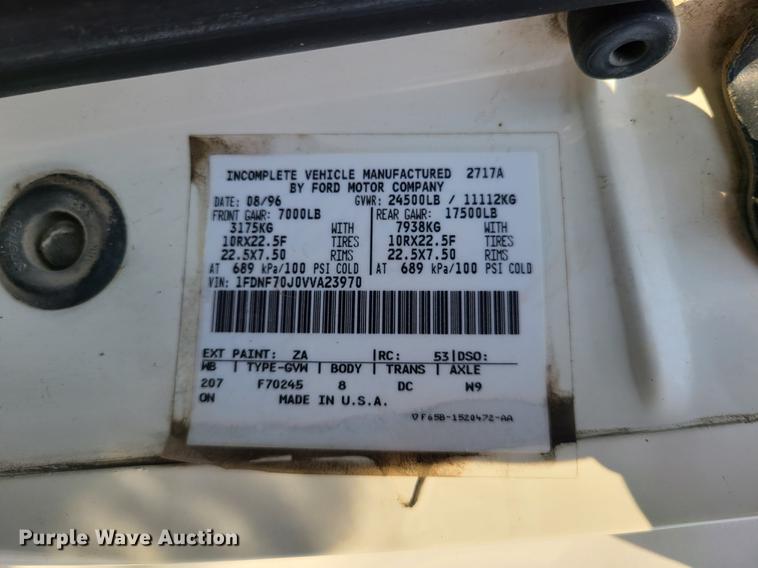 INCOMPLETE VEHICLE MANUFACTURED 2717A
BY FORD MOTOR COMPANY
DATE: 08/96 GVWR: 24500LB / 11112KG
FRONT GAWR: 7000LB REAR GAWR: 17500LB
3175KG WITH 7938KG WITH
10RX22.5F TIRES 10RX22.5F TIRES
22.5X7.50 RIMS 22.5X7.50 RIMS
AT 689 kPa/100 PSI COLD AT 689 kPa/100 PSI COLD
VIN: 1FDNF70J0VVA23970
EXT PAINT: ZA RC: 53 DSO:
WB | TYPE-GVW | BODY | TRANS | AXLE
207 F70245 8 DC W9
ON MADE IN U.S.A.
▽F65B-1520472-AA
Purple Wave Auction